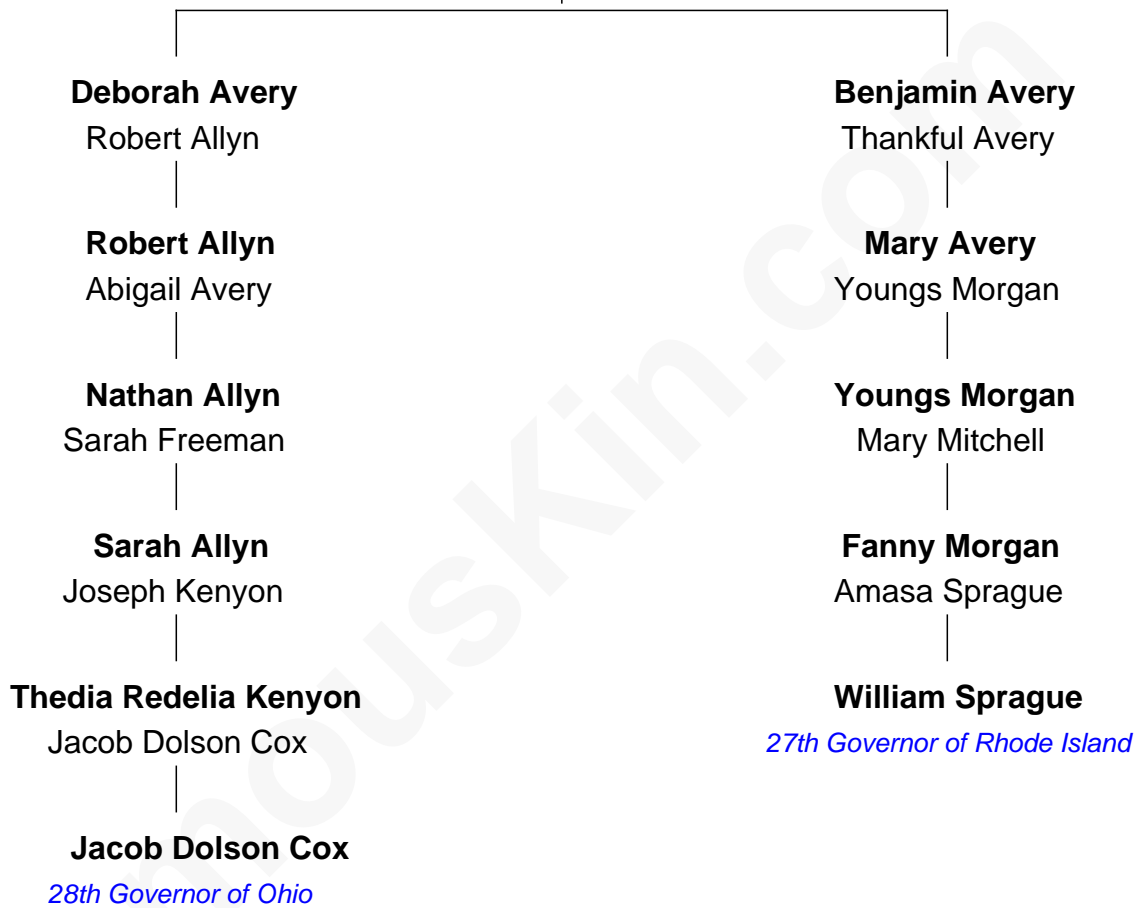 Deborah Avery
Robert Allyn
Robert Allyn
Abigail Avery
Nathan Allyn
Sarah Freeman
Sarah Allyn
Joseph Kenyon
Thedia Redelia Kenyon
Jacob Dolson Cox
Jacob Dolson Cox
28th Governor of Ohio
Benjamin Avery
Thankful Avery
Mary Avery
Youngs Morgan
Youngs Morgan
Mary Mitchell
Fanny Morgan
Amasa Sprague
William Sprague
27th Governor of Rhode Island
mousKin.com